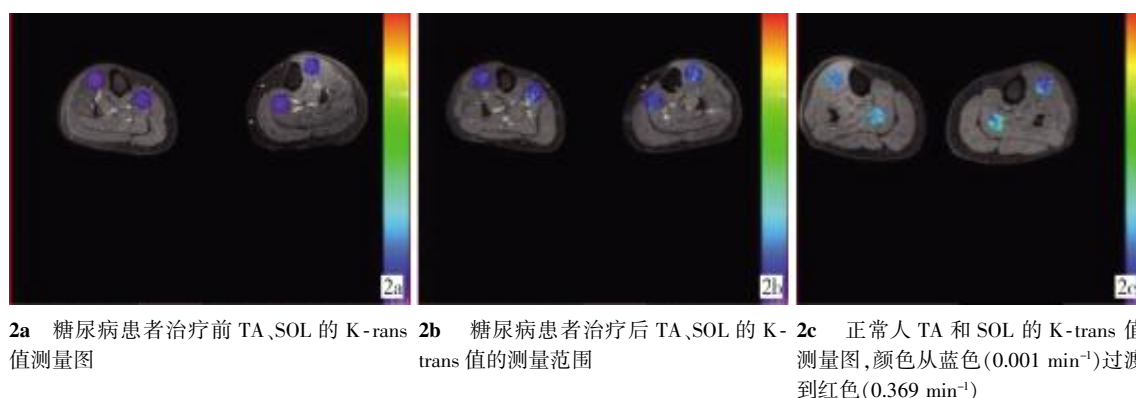 2a
2b
2c
2a 糖尿病患者治疗前 TA、SOL 的 K-rans
值测量图
2b 糖尿病患者治疗后 TA、SOL 的 K-
trans 值的测量范围
2c 正常人 TA 和 SOL 的 K-trans 值
测量图,颜色从蓝色(0.001 min⁻¹)过渡
到红色(0.369 min⁻¹)